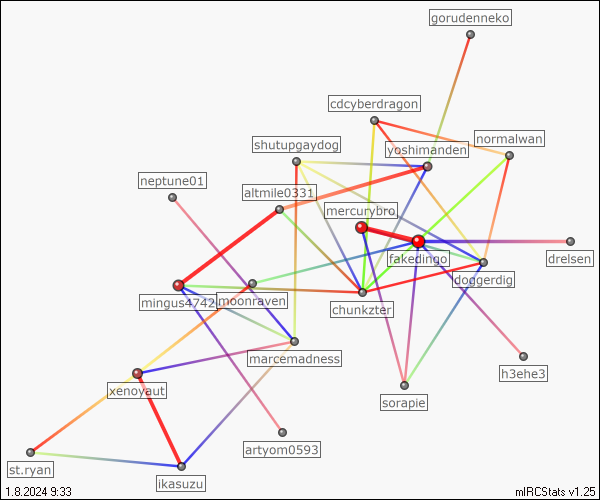 gorudenneko
cdcyberdragon
normalwan
shutupgaydog
yoshimanden
neptune01
altmile0331
mercurybro
fakedingo
drelsen
doggerdig
mingus4742
moonraven
chunkzter
marcemadness
h3ehe3
xenoyaut
sorapie
artyom0593
st.ryan
ikasuzu
1.8.2024 9:33
mIRCStats v1.25